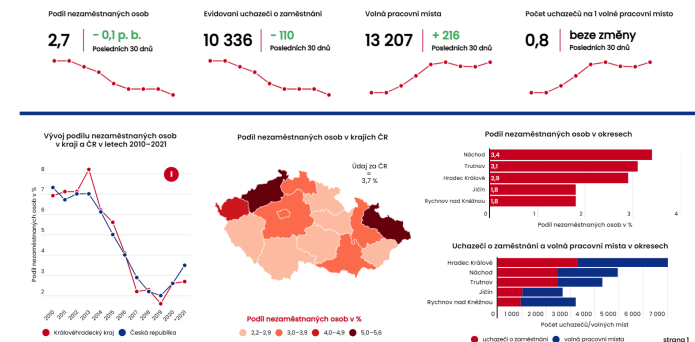 Podíl nezaměstnaných osob
2,7
- 0,1 p. b.
Posledních 30 dnů
Evidovaní uchazeči o zaměstnání
10 336
- 110
Posledních 30 dnů
Volná pracovní místa
13 207
+ 216
Posledních 30 dnů
Počet uchazečů na 1 volné pracovní místo
0,8
beze změny
Posledních 30 dnů
Vývoj podílu nezaměstnaných osob
v kraji a ČR v letech 2010–2021
i
Podíl nezaměstnaných osob v %
8
7
6
5
4
3
2
2010
2011
2012
2013
2014
2015
2016
2017
2018
2019
2020
*2021
Královéhradecký kraj
Česká republika
Podíl nezaměstnaných osob v krajích ČR
Údaj za ČR
=
3,7 %
Podíl nezaměstnaných osob v %
2,2–2,9
3,0–3,9
4,0–4,9
5,0–5,6
Podíl nezaměstnaných osob v okresech
Náchod 3,4
Trutnov 3,1
Hradec Králové 2,9
Jičín 1,8
Rychnov nad Kněžnou 1,8
0 1 2 3 4
Podíl nezaměstnaných osob v %
Uchazeči o zaměstnání a volná pracovní místa v okresech
Hradec Králové
Náchod
Trutnov
Jičín
Rychnov nad Kněžnou
0 1 000 2 000 3 000 4 000 5 000 6 000 7 000
Počet uchazečů/volných míst
uchazeči o zaměstnání
volná pracovní místa
strana 1